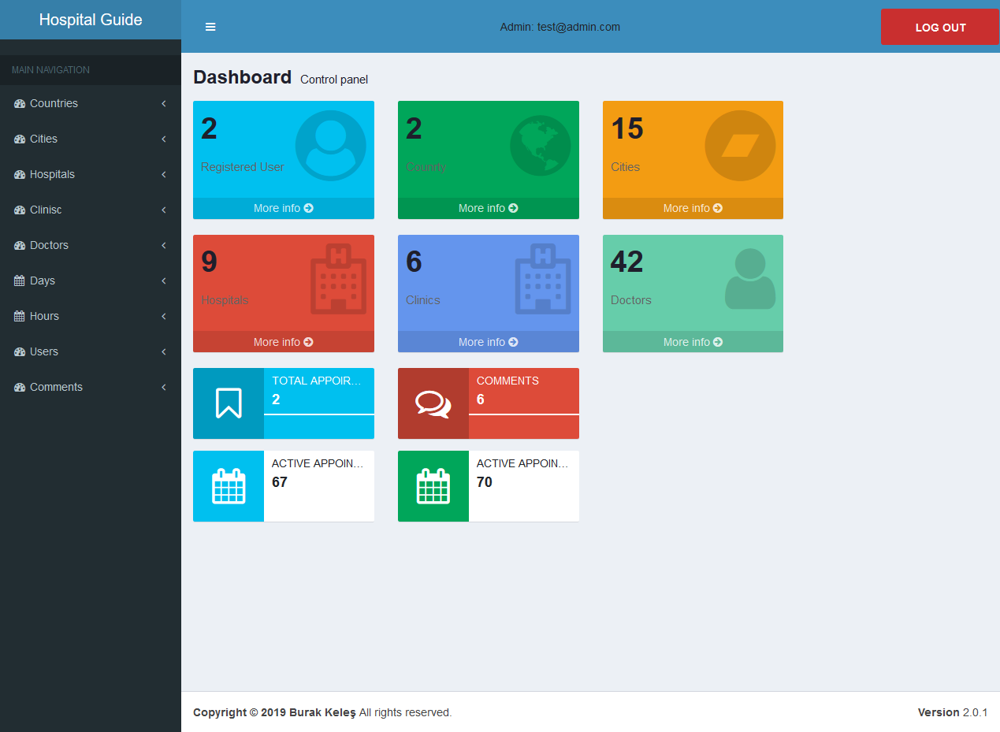 Hospital Guide
Admin: test@admin.com
LOG OUT
MAIN NAVIGATION
Countries
Cities
Hospitals
Clinisc
Doctors
Days
Hours
Users
Comments
Dashboard Control panel
2
Registered User
More info
2
Counrty
More info
15
Cities
More info
9
Hospitals
More info
6
Clinics
More info
42
Doctors
More info
TOTAL APPOIR...
2
COMMENTS
6
ACTIVE APPOIN...
67
ACTIVE APPOIN...
70
Copyright © 2019 Burak Keleş All rights reserved.
Version 2.0.1